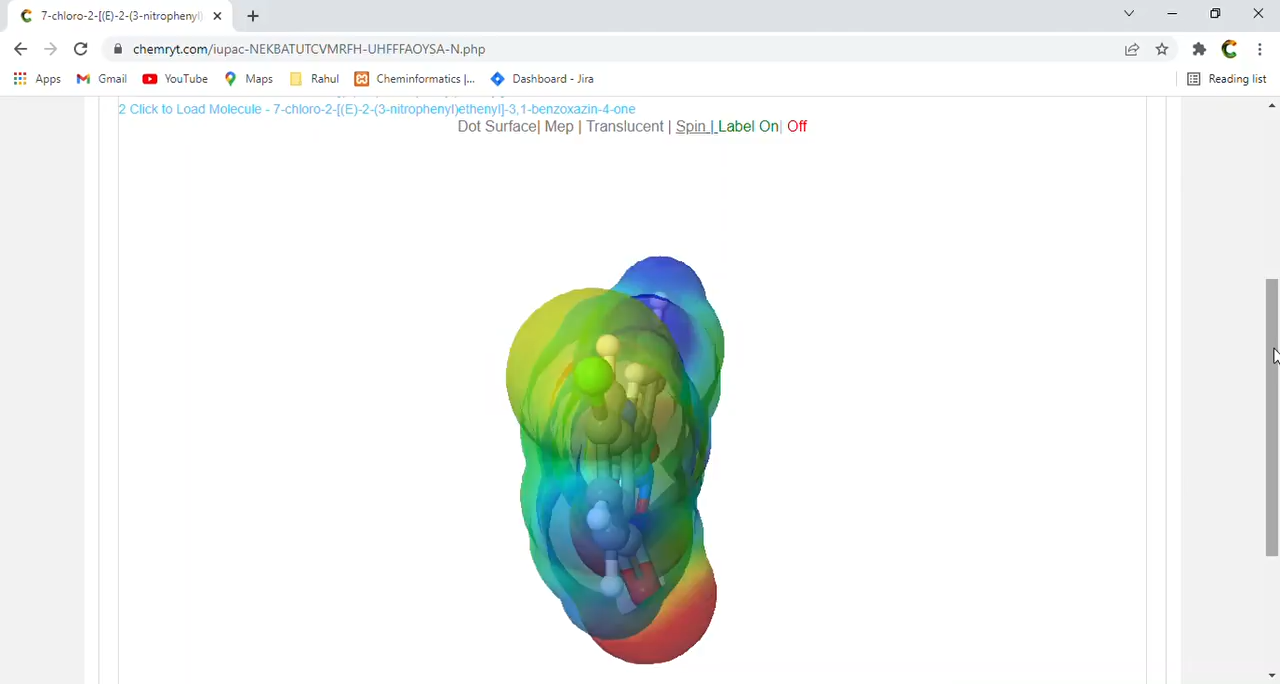 7-chloro-2-[(E)-2-(3-nitrophenyl)
chemryt.com/iupac-NEKBATUTCVMRFH-UHFFFAOYSA-N.php
Apps Gmail YouTube Maps Rahul Cheminformatics |... Dashboard - Jira Reading list
2 Click to Load Molecule - 7-chloro-2-[(E)-2-(3-nitrophenyl)ethenyl]-3,1-benzoxazin-4-one
Dot Surface| Mep | Translucent | Spin | Label On| Off